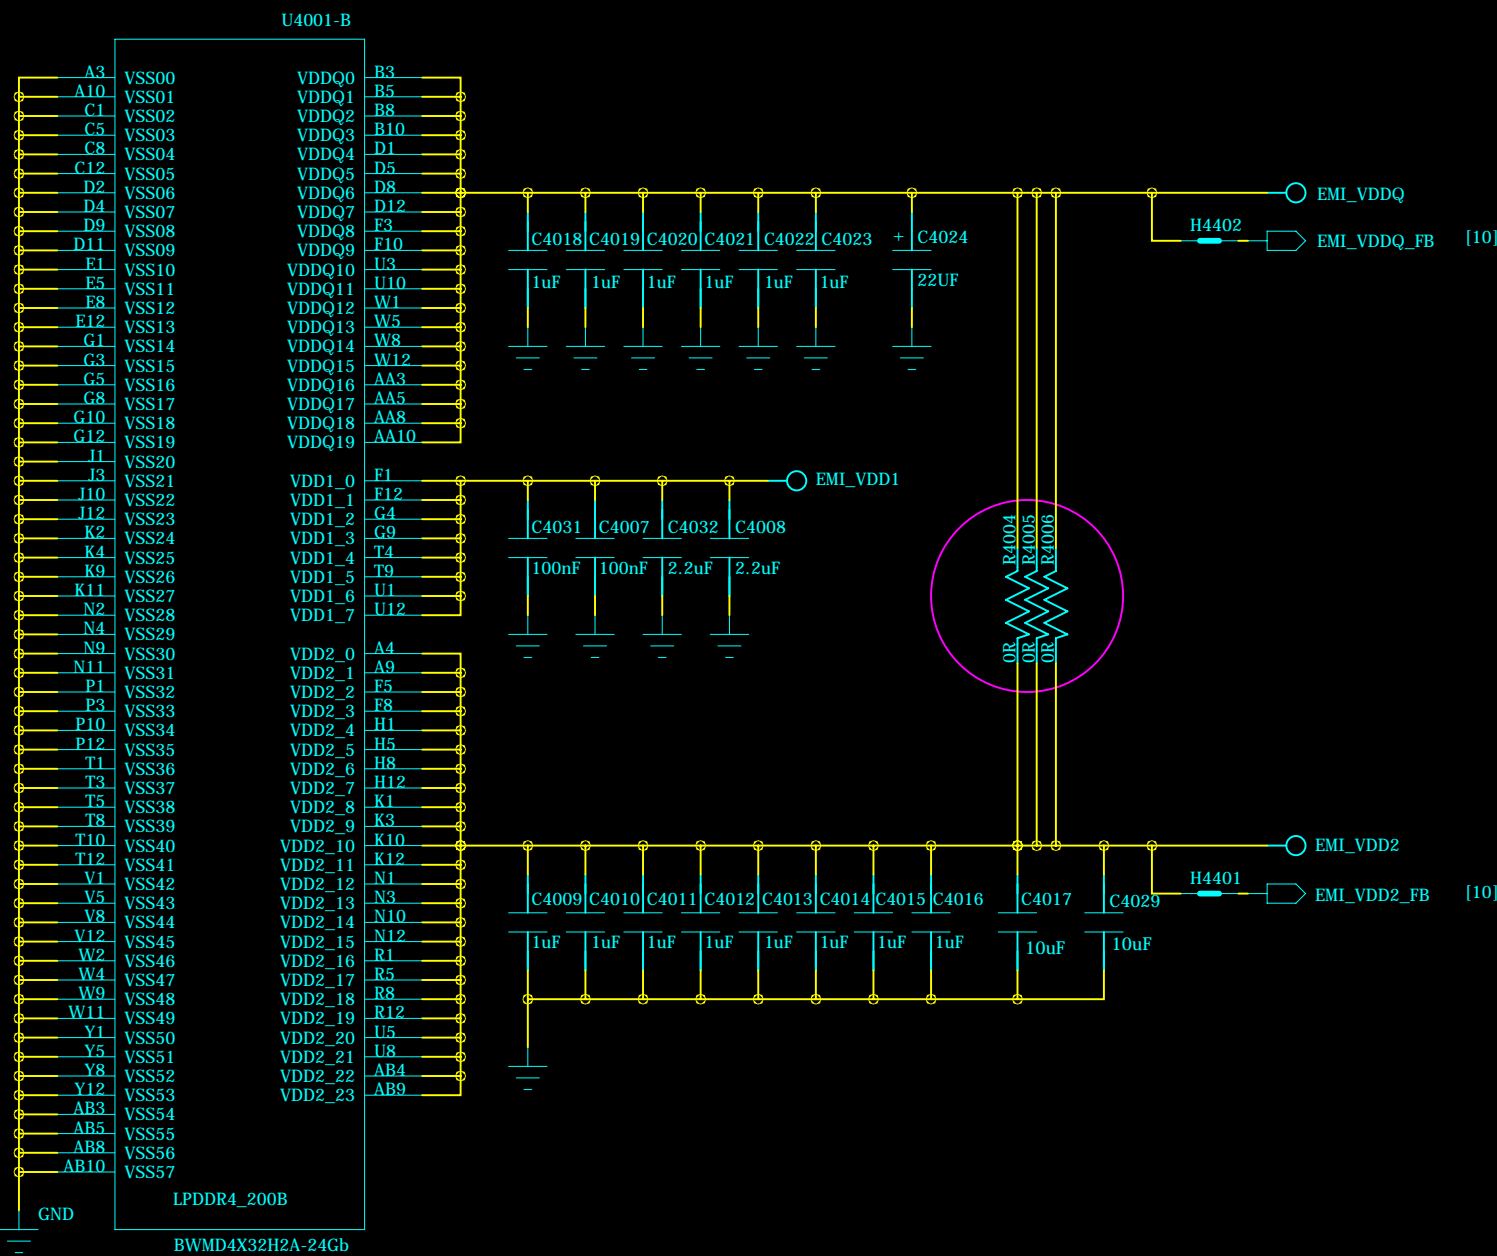 U4001-B
A3 VSS00 VDDQ0 B3
A10 VSS01 VDDQ1 B5
C1 VSS02 VDDQ2 B8
C5 VSS03 VDDQ3 B10
C8 VSS04 VDDQ4 D1
C12 VSS05 VDDQ5 D5
D2 VSS06 VDDQ6 D8 EMI_VDDQ
D4 VSS07 VDDQ7 D12
D9 VSS08 VDDQ8 F3 C4018 C4019 C4020 C4021 C4022 C4023 + C4024 H4402 EMI_VDDQ_FB [10]
D11 VSS09 VDDQ9 F10
E1 VSS10 VDDQ10 U3 1uF 1uF 1uF 1uF 1uF 1uF 22UF
E5 VSS11 VDDQ11 U10
E8 VSS12 VDDQ12 W1
E12 VSS13 VDDQ13 W5
G1 VSS14 VDDQ14 W8
G3 VSS15 VDDQ15 W12
G5 VSS16 VDDQ16 AA3
G8 VSS17 VDDQ17 AA5
G10 VSS18 VDDQ18 AA8
G12 VSS19 VDDQ19 AA10
J1 VSS20
J3 VSS21 VDD1_0 F1 EMI_VDD1
J10 VSS22 VDD1_1 F12
J12 VSS23 VDD1_2 G4 C4031 C4007 C4032 C4008
K2 VSS24 VDD1_3 G9 R4004 R4005 R4006
K4 VSS25 VDD1_4 T4
K9 VSS26 VDD1_5 T9 100nF 100nF 2.2uF 2.2uF
K11 VSS27 VDD1_6 U1
N2 VSS28 VDD1_7 U12
N4 VSS29
N9 VSS30 VDD2_0 A4 0R 0R 0R
N11 VSS31 VDD2_1 A9
P1 VSS32 VDD2_2 F5
P3 VSS33 VDD2_3 F8
P10 VSS34 VDD2_4 H1
P12 VSS35 VDD2_5 H5
T1 VSS36 VDD2_6 H8
T3 VSS37 VDD2_7 H12
T5 VSS38 VDD2_8 K1
T8 VSS39 VDD2_9 K3
T10 VSS40 VDD2_10 K10 EMI_VDD2
T12 VSS41 VDD2_11 K12
V1 VSS42 VDD2_12 N1 H4401
V5 VSS43 VDD2_13 N3 C4009 C4010 C4011 C4012 C4013 C4014 C4015 C4016 C4017 C4029 EMI_VDD2_FB [10]
V8 VSS44 VDD2_14 N10
V12 VSS45 VDD2_15 N12 1uF 1uF 1uF 1uF 1uF 1uF 1uF 1uF 10uF 10uF
W2 VSS46 VDD2_16 R1
W4 VSS47 VDD2_17 R5
W9 VSS48 VDD2_18 R8
W11 VSS49 VDD2_19 R12
Y1 VSS50 VDD2_20 U5
Y5 VSS51 VDD2_21 U8
Y8 VSS52 VDD2_22 AB4
Y12 VSS53 VDD2_23 AB9
AB3 VSS54
AB5 VSS55
AB8 VSS56
AB10 VSS57
LPDDR4_200B
GND
BWMD4X32H2A-24Gb